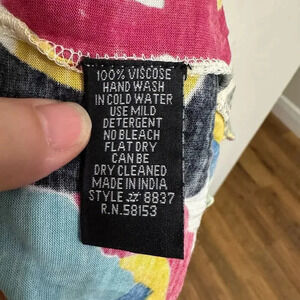 100% VISCOSE
HAND WASH
IN COLD WATER
USE MILD
DETERGENT
NO BLEACH
FLAT DRY
CAN BE
DRY CLEANED
MADE IN INDIA
STYLE # 8837
R.N.58153